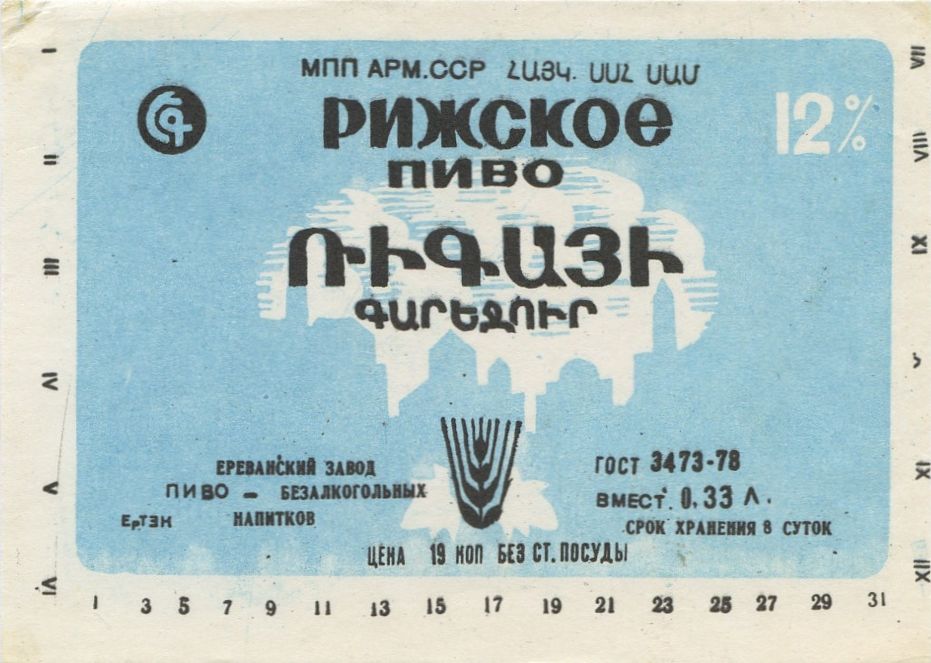 МПП АРМ.ССР ՀԱՅԿ. ՍՍՀ ՍԱՄ
РИЖСКОЕ
ПИВО
12%
ՌԻԳԱՅԻ
ԳԱՐԵՋՈՒՐ
ЕРЕВАНСКИЙ ЗАВОД
ПИВО – БЕЗАЛКОГОЛЬНЫХ
НАПИТКОВ
ЕрТЭК
ГОСТ 3473-78
ВМЕСТ. 0,33 Л.
СРОК ХРАНЕНИЯ 8 СУТОК
ЦЕНА 19 КОП БЕЗ СТ. ПОСУДЫ
I
II
III
IV
V
VI
VII
VIII
IX
XI
XII
1 3 5 7 9 11 13 15 17 19 21 23 25 27 29 31